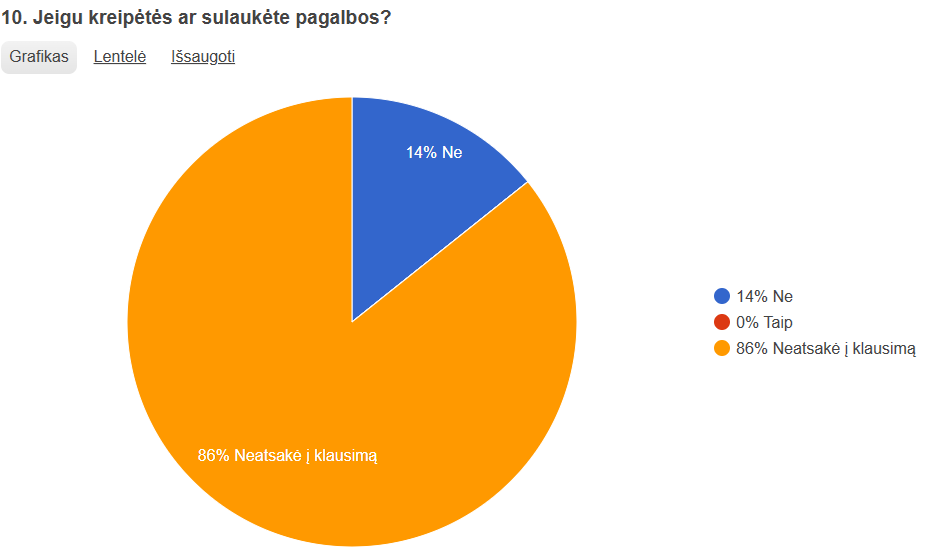 10. Jeigu kreipėtės ar sulaukėte pagalbos?
Grafikas Lentelė Išsaugoti
14% Ne
86% Neatsakė į klausimą
14% Ne
0% Taip
86% Neatsakė į klausimą